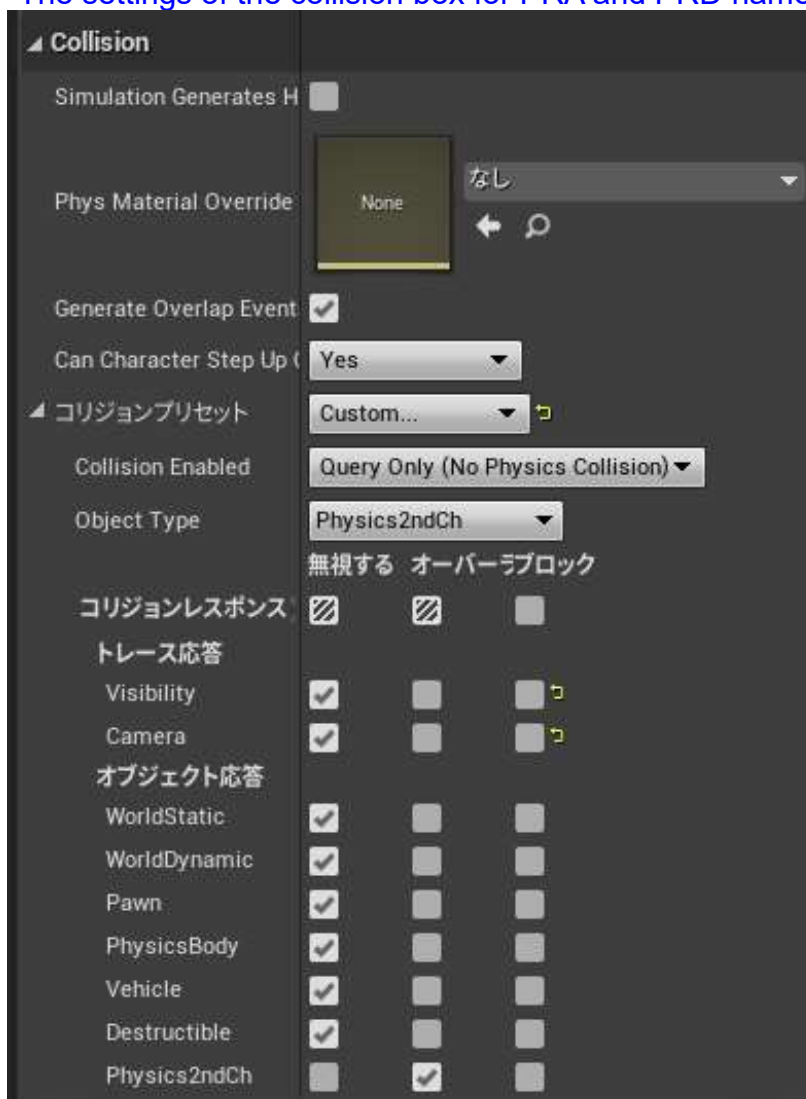 The settings of the collision box for PRA and PRB name
Collision
Simulation Generates H
Phys Material Override
None
なし
Generate Overlap Event
Can Character Step Up (
Yes
コリジョンプリセット
Custom...
Collision Enabled
Query Only (No Physics Collision)
Object Type
Physics2ndCh
無視する オーバーラブロック
コリジョンレスポンス
トレース応答
Visibility
Camera
オブジェクト応答
WorldStatic
WorldDynamic
Pawn
PhysicsBody
Vehicle
Destructible
Physics2ndCh